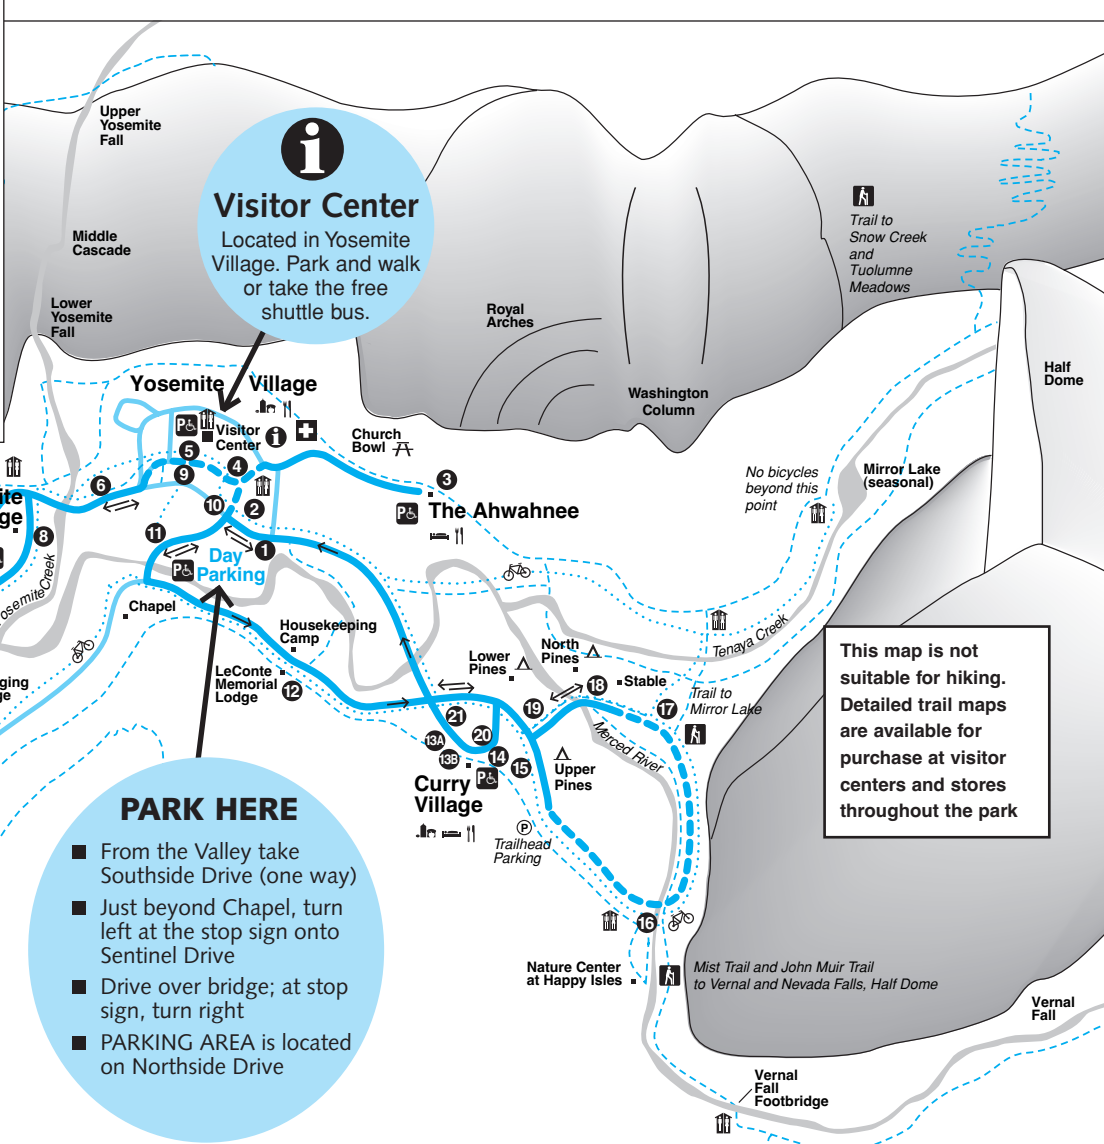 Upper
Yosemite
Fall
Middle
Cascade
Lower
Yosemite
Fall
i
Visitor Center
Located in Yosemite
Village. Park and walk
or take the free
shuttle bus.
Royal
Arches
Washington
Column
Trail to
Snow Creek
and
Tuolumne
Meadows
Half
Dome
Yosemite Village
P
Visitor
Center
i
Church
Bowl
5
4
9
6
10
2
3
P
The Ahwahnee
No bicycles
beyond this
point
Mirror Lake
(seasonal)
ite
ge
8
11
1
Day
Parking
P
osemite Creek
Chapel
Housekeeping
Camp
LeConte
Memorial
Lodge
12
ging
ge
Lower
Pines
North
Pines
Tenaya Creek
18
Stable
Trail to
Mirror Lake
19
17
21
20
13A
13B
14
15
Merced River
Curry
Village
P
Upper
Pines
P
Trailhead
Parking
This map is not
suitable for hiking.
Detailed trail maps
are available for
purchase at visitor
centers and stores
throughout the park
PARK HERE
From the Valley take
Southside Drive (one way)
Just beyond Chapel, turn
left at the stop sign onto
Sentinel Drive
Drive over bridge; at stop
sign, turn right
PARKING AREA is located
on Northside Drive
16
Nature Center
at Happy Isles
Mist Trail and John Muir Trail
to Vernal and Nevada Falls, Half Dome
Vernal
Fall
Vernal
Fall
Footbridge